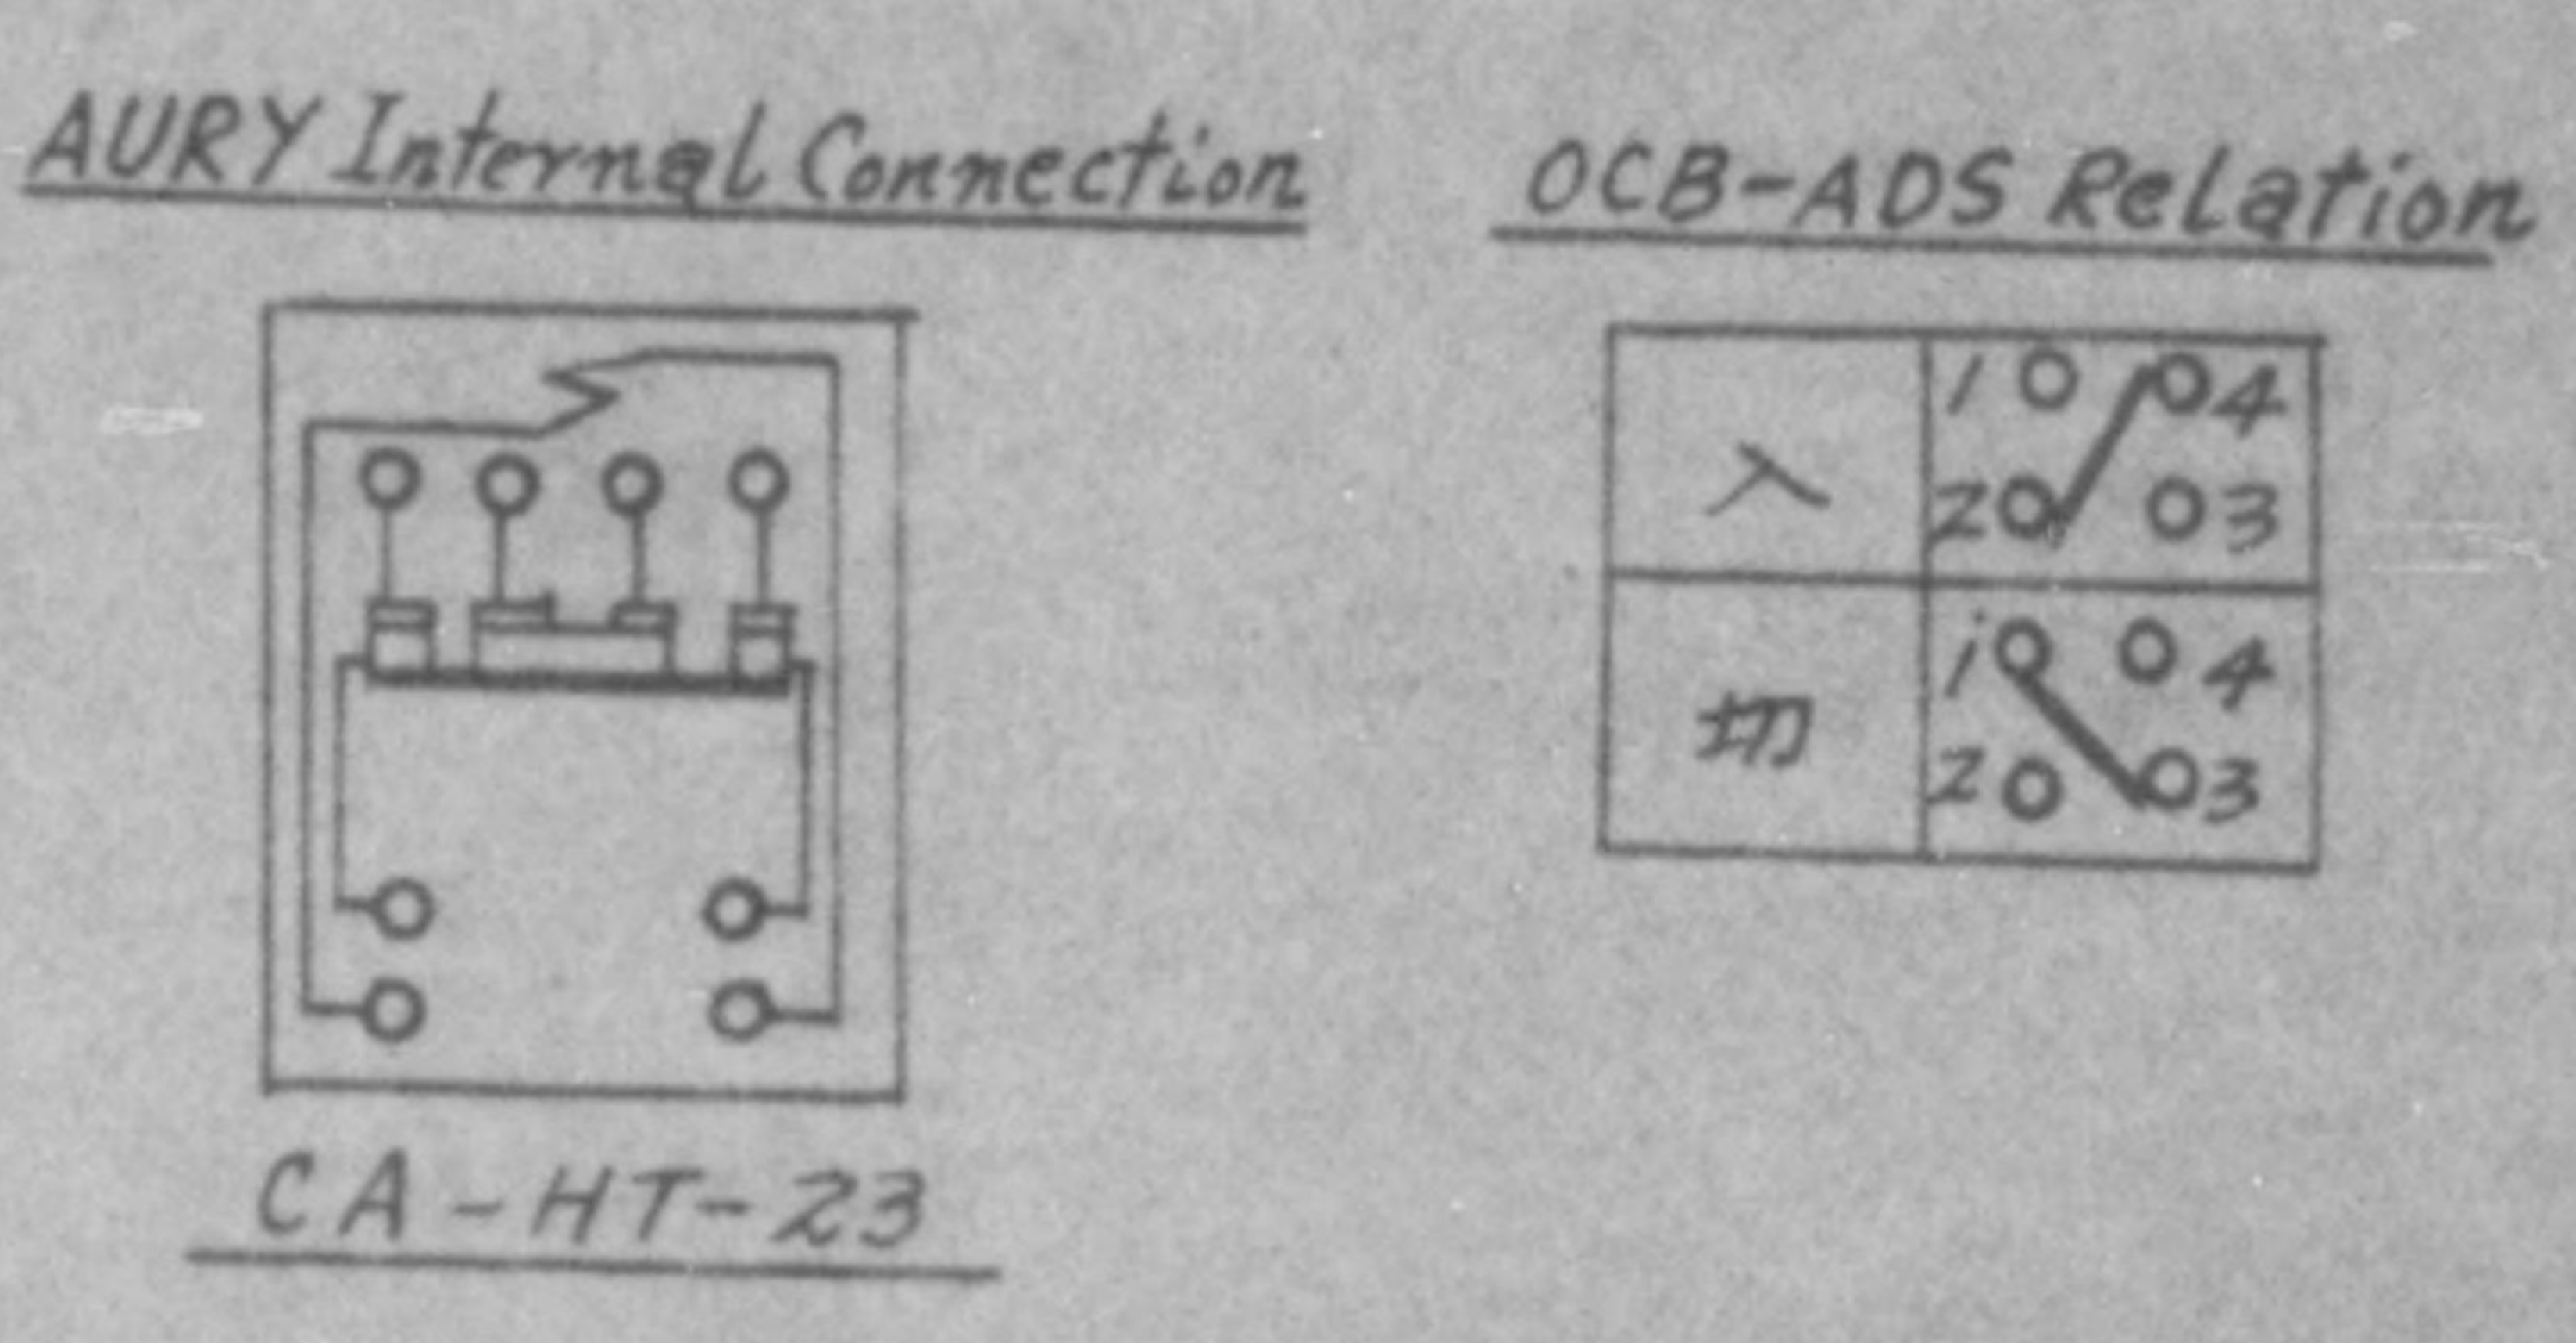 AURY Internal Connection
CA-HT-23
OCB-ADS Relation
入
1 4
2 3
切
1 4
2 3